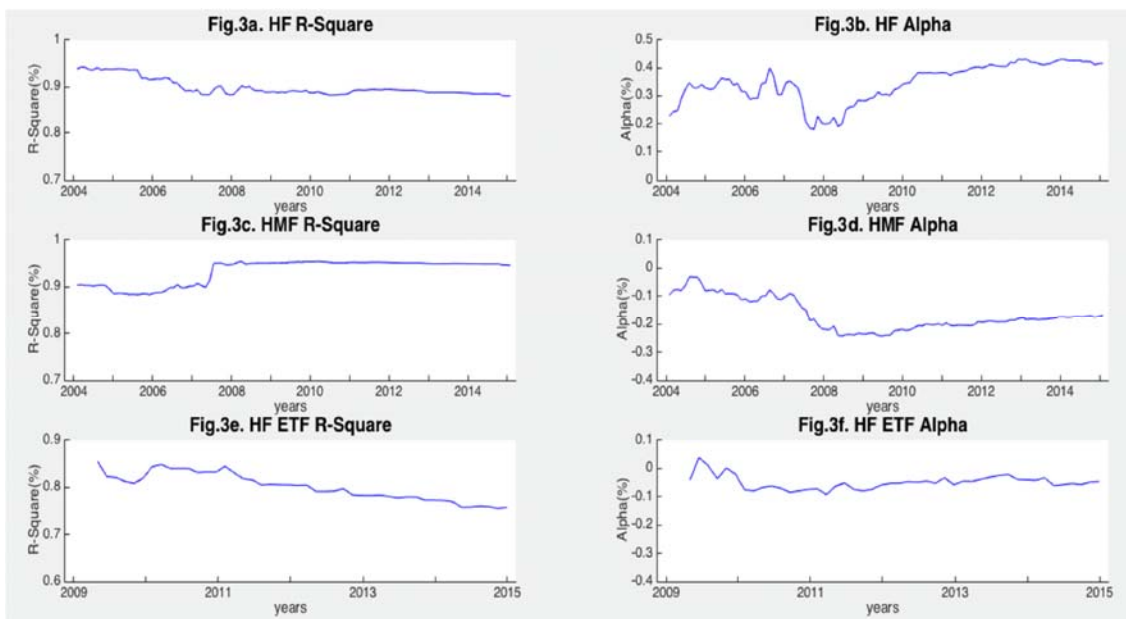 Fig.3a. HF R-Square
R-Square(%)
1
0.9
0.8
0.7
2004 2006 2008 2010 2012 2014
years
Fig.3b. HF Alpha
Alpha(%)
0.5
0.4
0.3
0.2
0.1
0
2004 2006 2008 2010 2012 2014
years
Fig.3c. HMF R-Square
R-Square(%)
1
0.9
0.8
0.7
2004 2006 2008 2010 2012 2014
years
Fig.3d. HMF Alpha
Alpha(%)
0.1
0
-0.1
-0.2
-0.3
-0.4
2004 2006 2008 2010 2012 2014
years
Fig.3e. HF ETF R-Square
R-Square(%)
0.9
0.8
0.7
0.6
2009 2011 2013 2015
years
Fig.3f. HF ETF Alpha
Alpha(%)
0.1
0
-0.1
-0.2
-0.3
-0.4
2009 2011 2013 2015
years